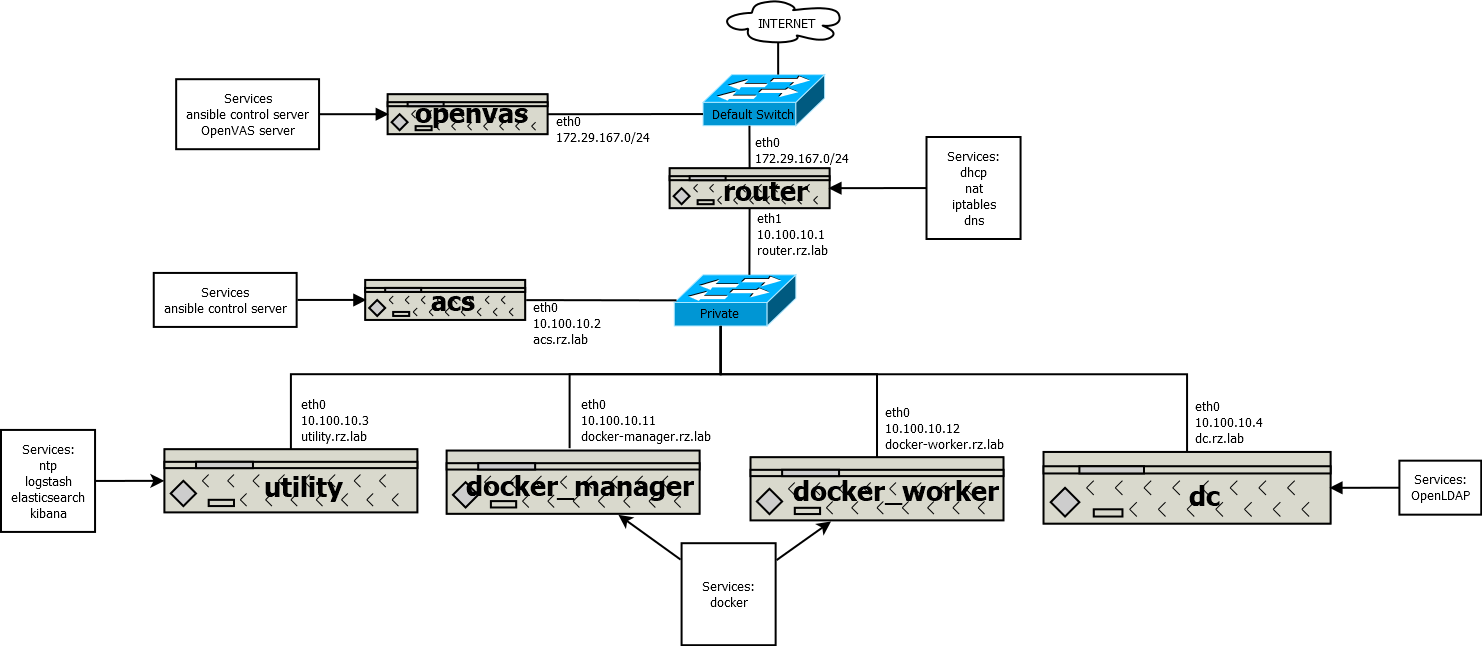 INTERNET
Default Switch
Services
ansible control server
OpenVAS server
openvas
eth0
172.29.167.0/24
eth0
172.29.167.0/24
router
Services:
dhcp
nat
iptables
dns
eth1
10.100.10.1
router.rz.lab
Services
ansible control server
acs
eth0
10.100.10.2
acs.rz.lab
Private
eth0
10.100.10.3
utility.rz.lab
eth0
10.100.10.11
docker-manager.rz.lab
eth0
10.100.10.12
docker-worker.rz.lab
eth0
10.100.10.4
dc.rz.lab
Services:
ntp
logstash
elasticsearch
kibana
utility
docker_manager
docker_worker
dc
Services:
OpenLDAP
Services:
docker